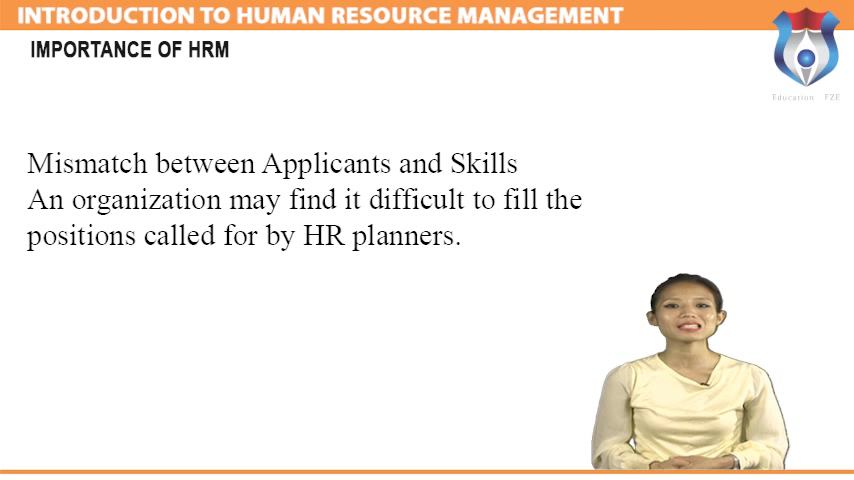 INTRODUCTION TO HUMAN RESOURCE MANAGEMENT
IMPORTANCE OF HRM
Education FZE
Mismatch between Applicants and Skills
An organization may find it difficult to fill the
positions called for by HR planners.